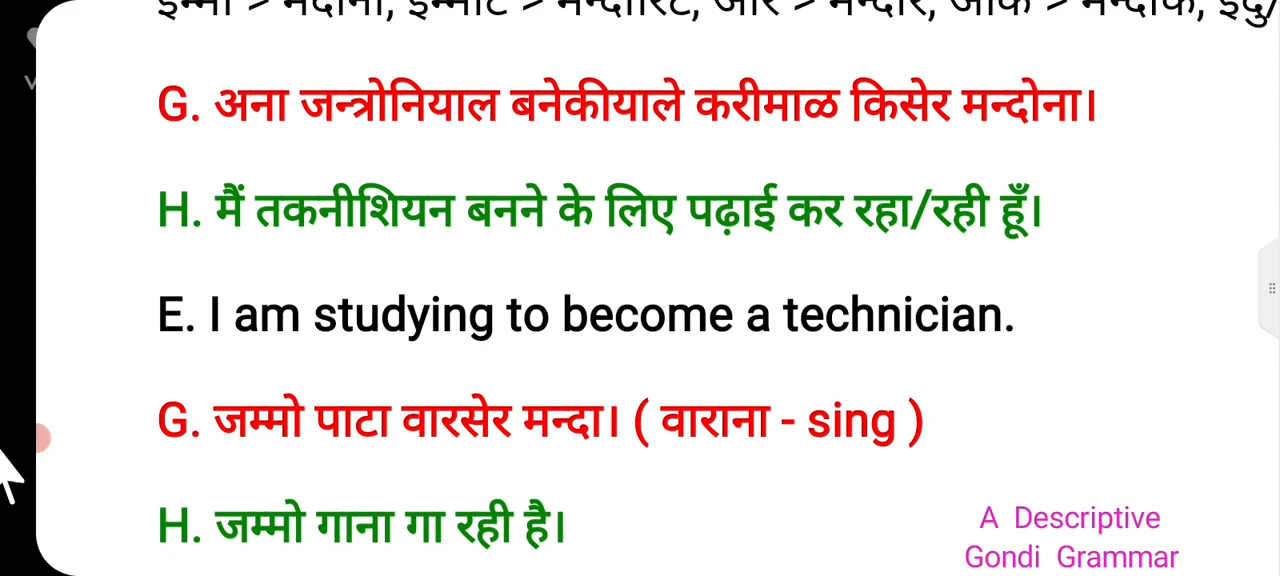 G. अना जन्त्रोनियाल बनेकीयाले करीमाळ किसेर मन्दोना।
H. मैं तकनीशियन बनने के लिए पढ़ाई कर रहा/रही हूँ।
E. I am studying to become a technician.
G. जम्मो पाटा वारसेर मन्दा। ( वाराना - sing )
H. जम्मो गाना गा रही है।
A Descriptive
Gondi Grammar